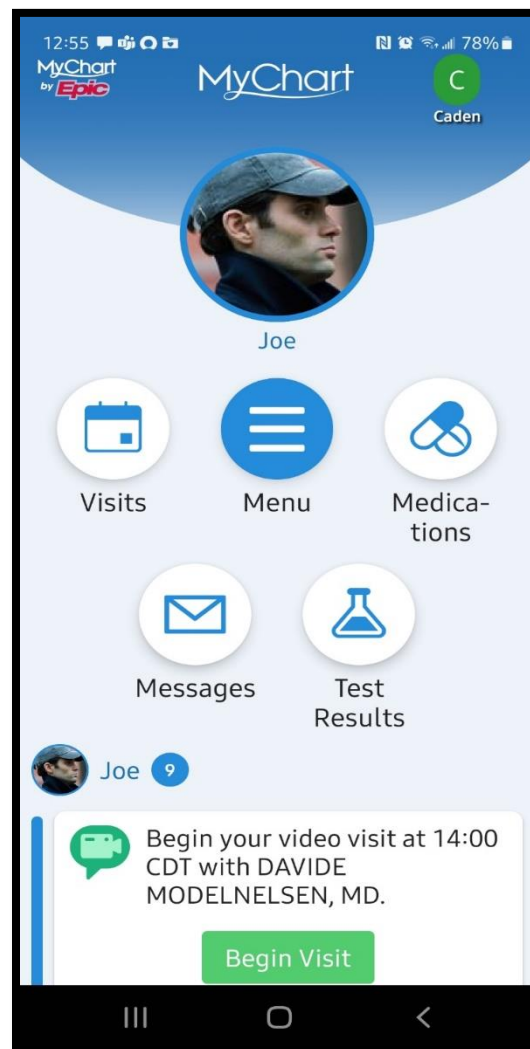 12:55
78%
MyChart
by Epic
MyChart
C
Caden
Joe
Visits
Menu
Medica-
tions
Messages
Test
Results
Joe 9
Begin your video visit at 14:00
CDT with DAVIDE
MODELNELSEN, MD.
Begin Visit